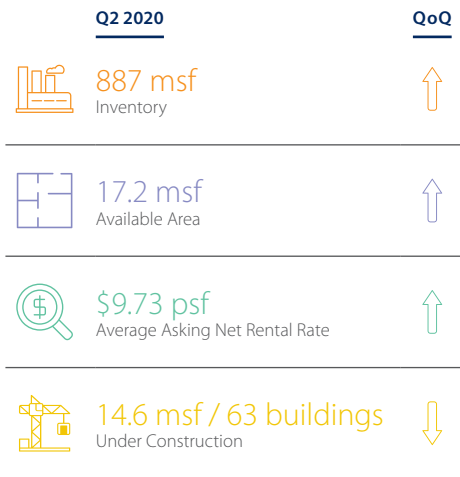 Q2 2020 QoQ
887 msf
Inventory
17.2 msf
Available Area
$
$9.73 psf
Average Asking Net Rental Rate
14.6 msf / 63 buildings
Under Construction